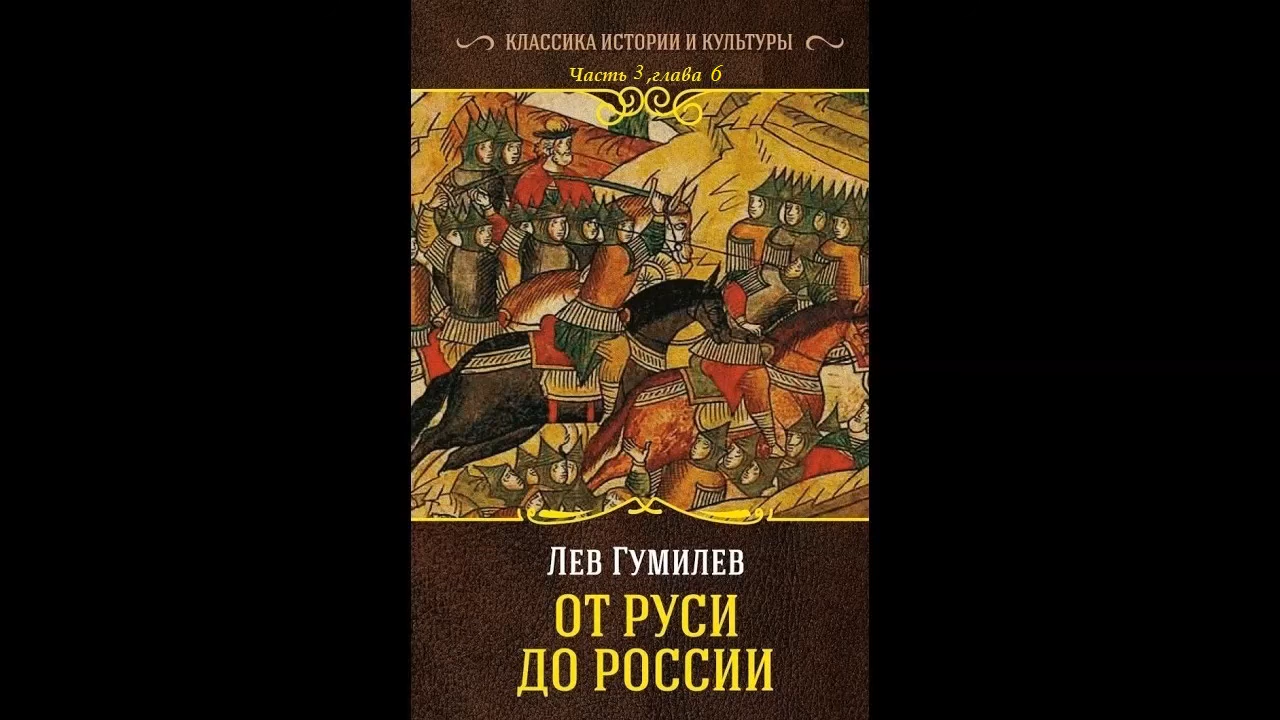 КЛАССИКА ИСТОРИИ И КУЛЬТУРЫ
Часть 3 ,глава 6
ЛЕВ ГУМИЛЕВ
ОТ РУСИ
ДО РОССИИ